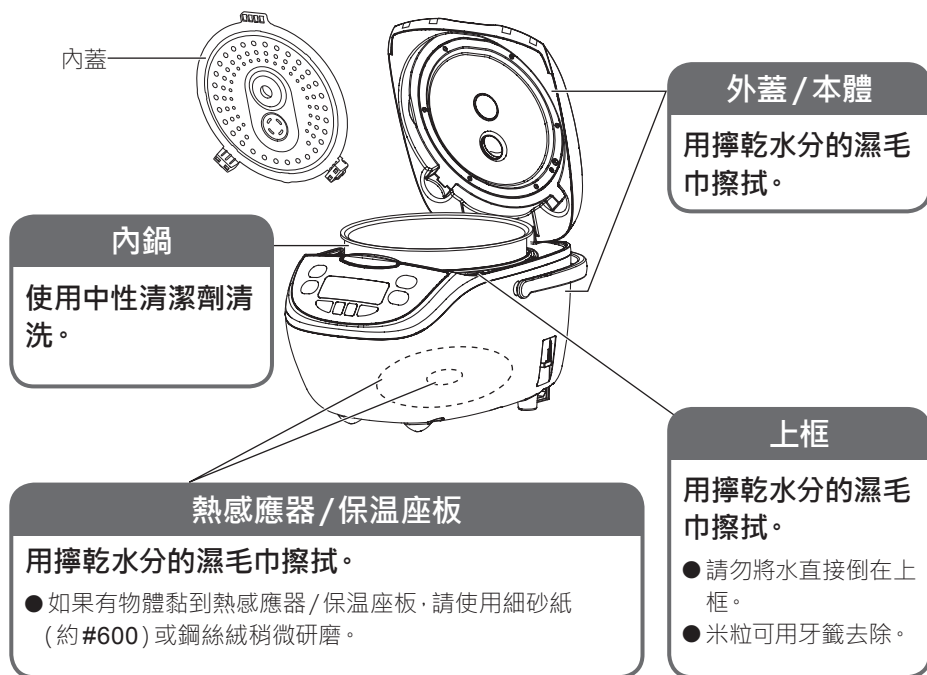 內蓋
外蓋/本體
用擰乾水分的濕毛
巾擦拭。
內鍋
使用中性清潔劑清
洗。
上框
用擰乾水分的濕毛
巾擦拭。
●請勿將水直接倒在上
框。
●米粒可用牙籤去除。
熱感應器/保温座板
用擰乾水分的濕毛巾擦拭。
●如果有物體黏到熱感應器/保温座板,請使用細砂紙
(約#600)或鋼絲絨稍微研磨。